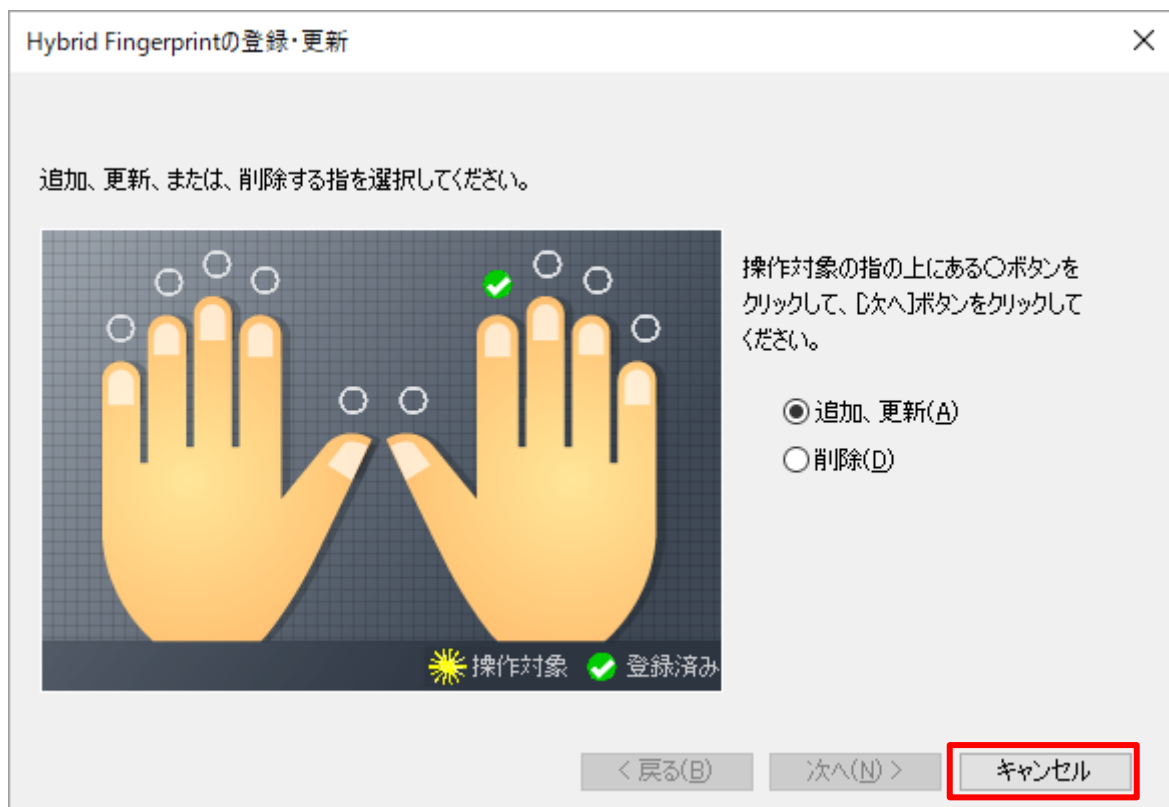 Hybrid Fingerprintの登録・更新
追加、更新、または、削除する指を選択してください。
操作対象の指の上にある○ボタンを
クリックして、[次へ]ボタンをクリックして
ください。
追加、更新(A)
削除(D)
操作対象 登録済み
< 戻る(B) 次へ(N) > キャンセル